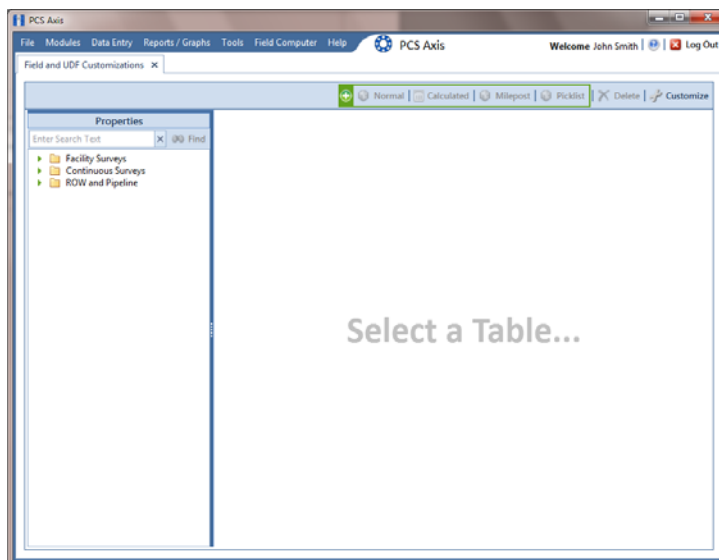 PCS Axis
File Modules Data Entry Reports / Graphs Tools Field Computer Help PCS Axis Welcome John Smith Log Out
Field and UDF Customizations
Normal Calculated Milepost Picklist Delete Customize
Properties
Enter Search Text Find
Facility Surveys
Continuous Surveys
ROW and Pipeline
Select a Table...